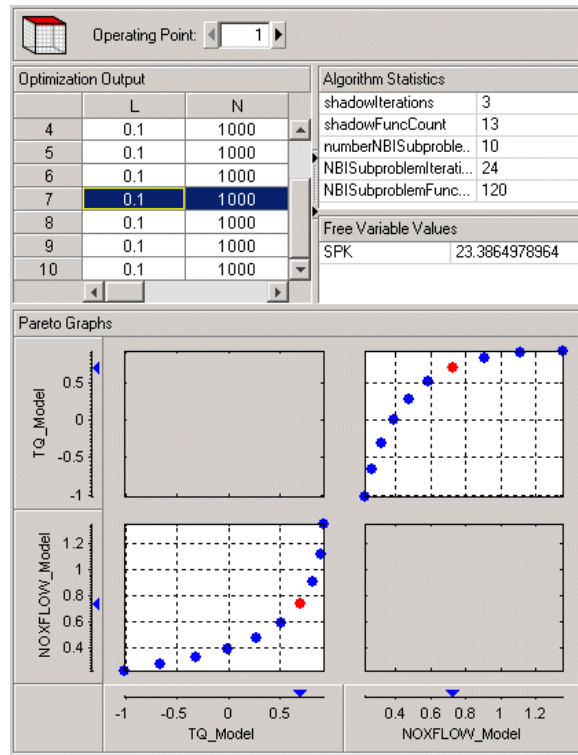 Operating Point: 1
Optimization Output
L N
4 0.1 1000
5 0.1 1000
6 0.1 1000
7 0.1 1000
8 0.1 1000
9 0.1 1000
10 0.1 1000
Algorithm Statistics
shadowIterations 3
shadowFuncCount 13
numberNBISubproble.. 10
NBISubproblemIterati... 24
NBISubproblemFunc... 120
Free Variable Values
SPK 23.3864978964
Pareto Graphs
TQ_Model
0.5
0
-0.5
-1
NOXFLOW_Model
1.2
1
0.8
0.6
0.4
-1 -0.5 0 0.5
TQ_Model
0.4 0.6 0.8 1 1.2
NOXFLOW_Model